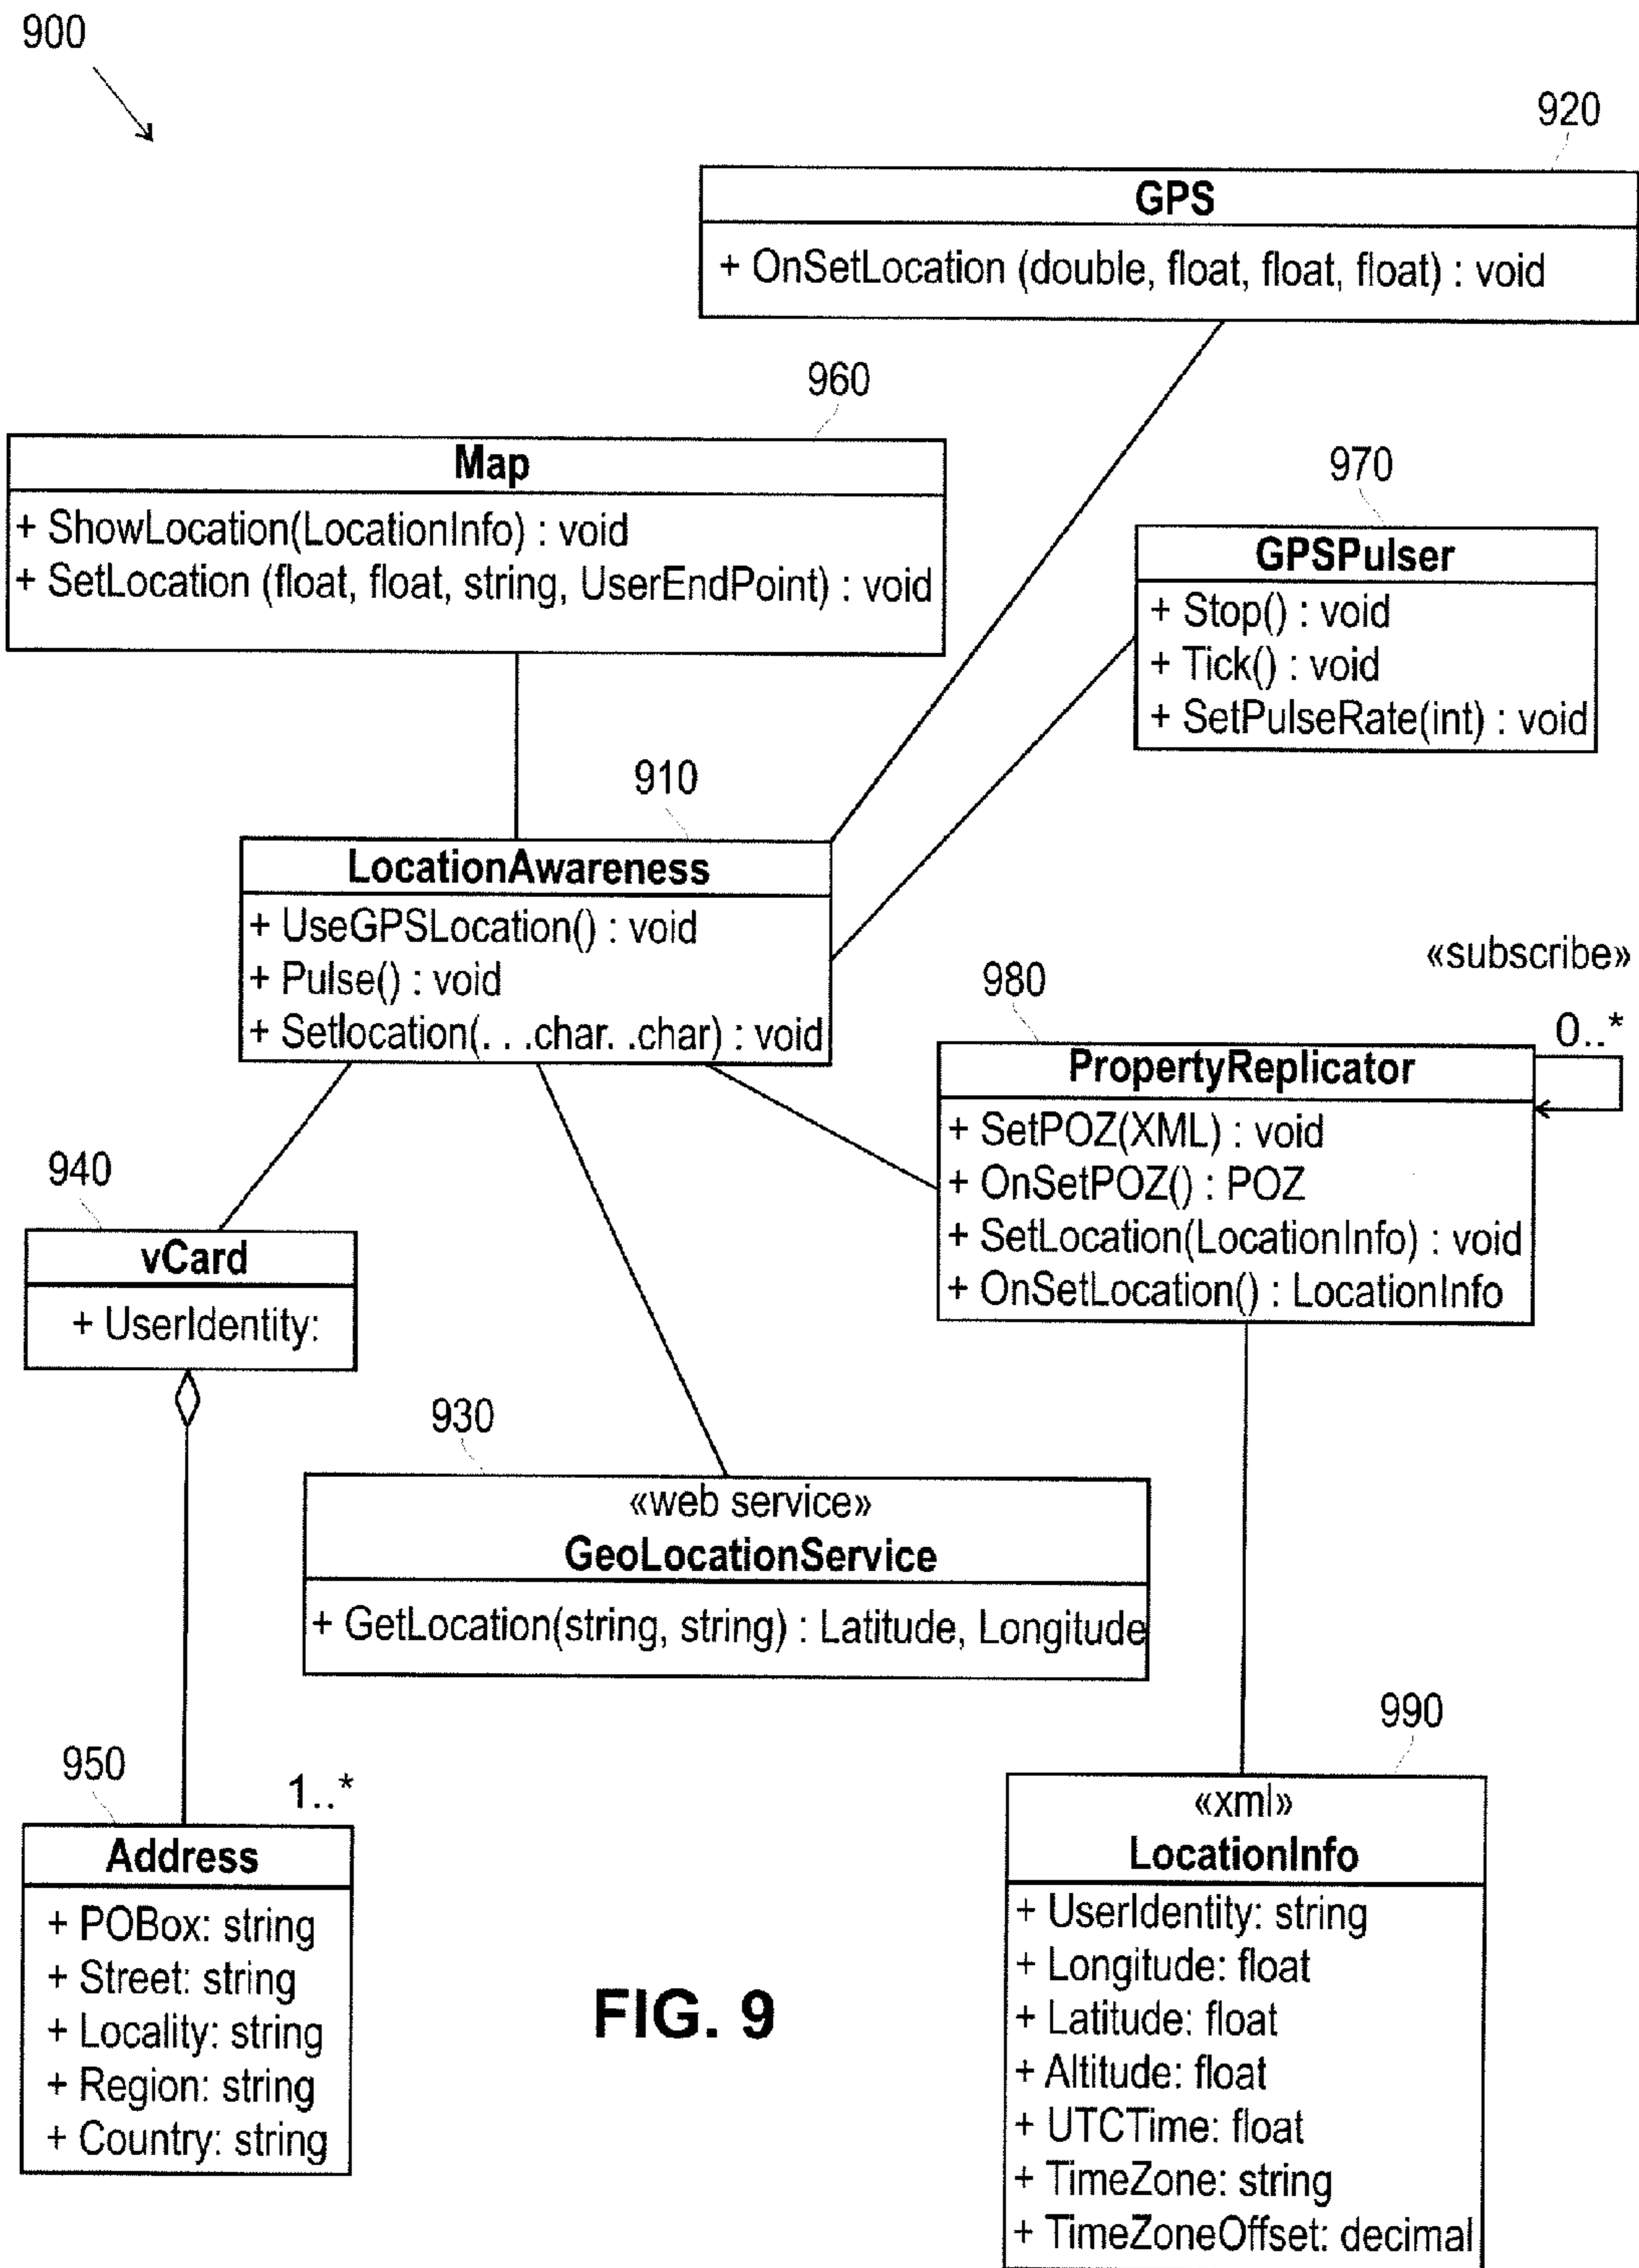 900
920
GPS
+ OnSetLocation (double, float, float, float) : void
960
Map
+ ShowLocation(LocationInfo) : void
+ SetLocation (float, float, string, UserEndPoint) : void
970
GPSPulser
+ Stop() : void
+ Tick() : void
+ SetPulseRate(int) : void
910
LocationAwareness
+ UseGPSLocation() : void
+ Pulse() : void
+ Setlocation(. . .char. .char) : void
«subscribe»
0..*
980
PropertyReplicator
+ SetPOZ(XML) : void
+ OnSetPOZ() : POZ
+ SetLocation(LocationInfo) : void
+ OnSetLocation() : LocationInfo
940
vCard
+ UserIdentity:
930
«web service»
GeoLocationService
+ GetLocation(string, string) : Latitude, Longitude
950
1..*
Address
+ POBox: string
+ Street: string
+ Locality: string
+ Region: string
+ Country: string
990
«xml»
LocationInfo
+ UserIdentity: string
+ Longitude: float
+ Latitude: float
+ Altitude: float
+ UTCTime: float
+ TimeZone: string
+ TimeZoneOffset: decimal
FIG. 9